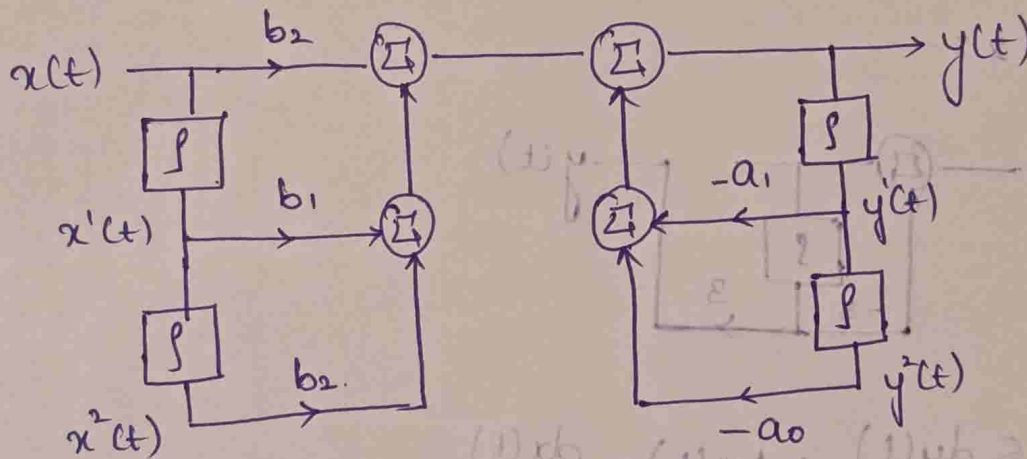 b₂
x(t) Σ Σ y(t)
∫ ∫
b₁ -a₁
x'(t) Σ Σ y'(t)
∫ ∫
b₂. y²(t)
x²(t) -a₀